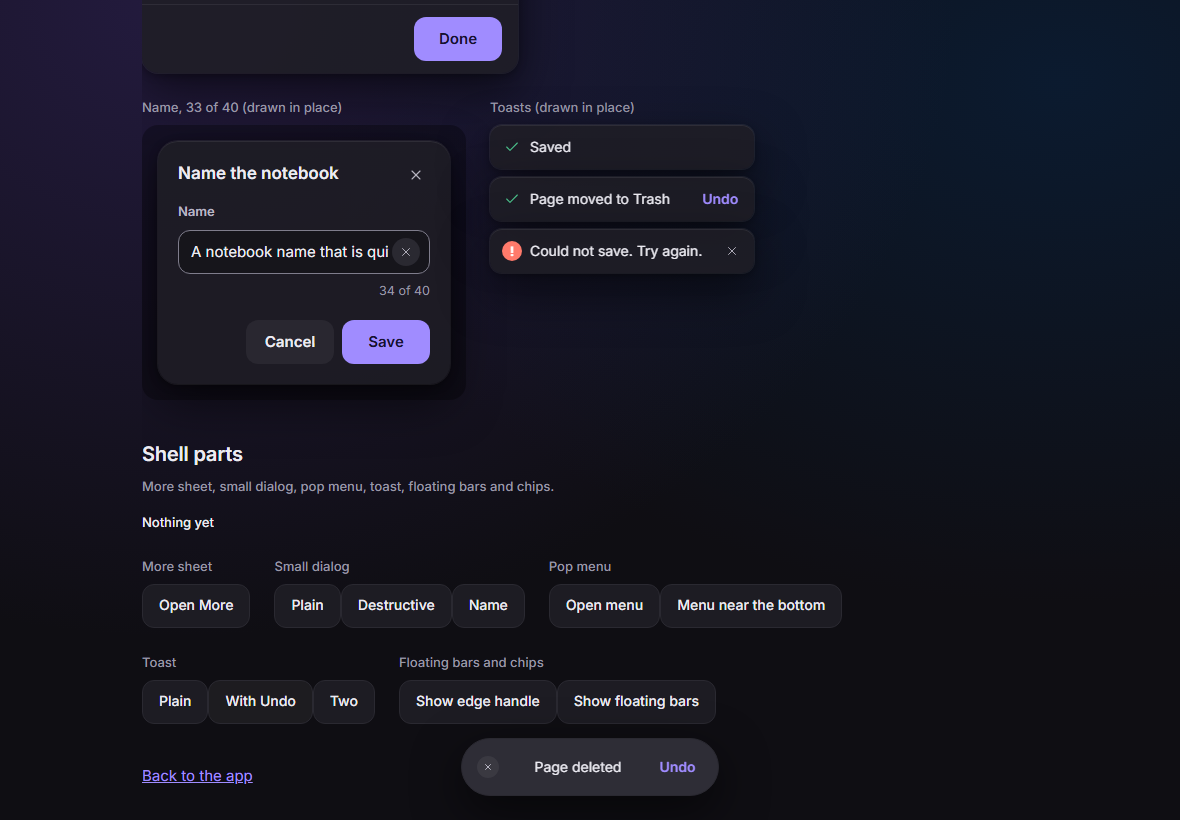 Done
Name, 33 of 40 (drawn in place)
Toasts (drawn in place)
Name the notebook
Name
A notebook name that is qui
34 of 40
Cancel
Save
Saved
Page moved to Trash
Undo
Could not save. Try again.
Shell parts
More sheet, small dialog, pop menu, toast, floating bars and chips.
Nothing yet
More sheet
Small dialog
Pop menu
Open More
Plain
Destructive
Name
Open menu
Menu near the bottom
Toast
Floating bars and chips
Plain
With Undo
Two
Show edge handle
Show floating bars
Back to the app
Page deleted
Undo